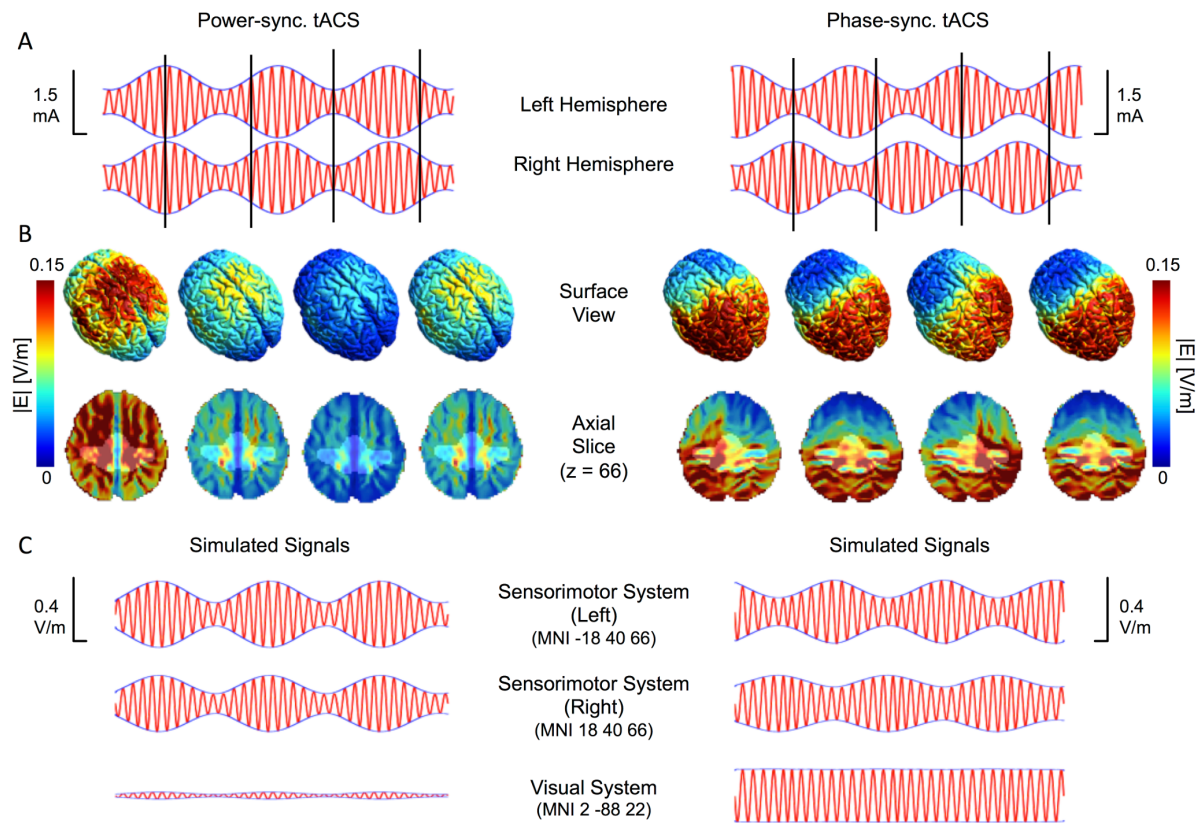 Power-sync. tACS
Phase-sync. tACS
A
1.5
mA
Left Hemisphere
Right Hemisphere
1.5
mA
B
0.15
|E| [V/m]
0
Surface
View
Axial
Slice
(z = 66)
0.15
|E| [V/m]
0
C
Simulated Signals
Simulated Signals
0.4
V/m
Sensorimotor System
(Left)
(MNI -18 40 66)
0.4
V/m
Sensorimotor System
(Right)
(MNI 18 40 66)
Visual System
(MNI 2 -88 22)